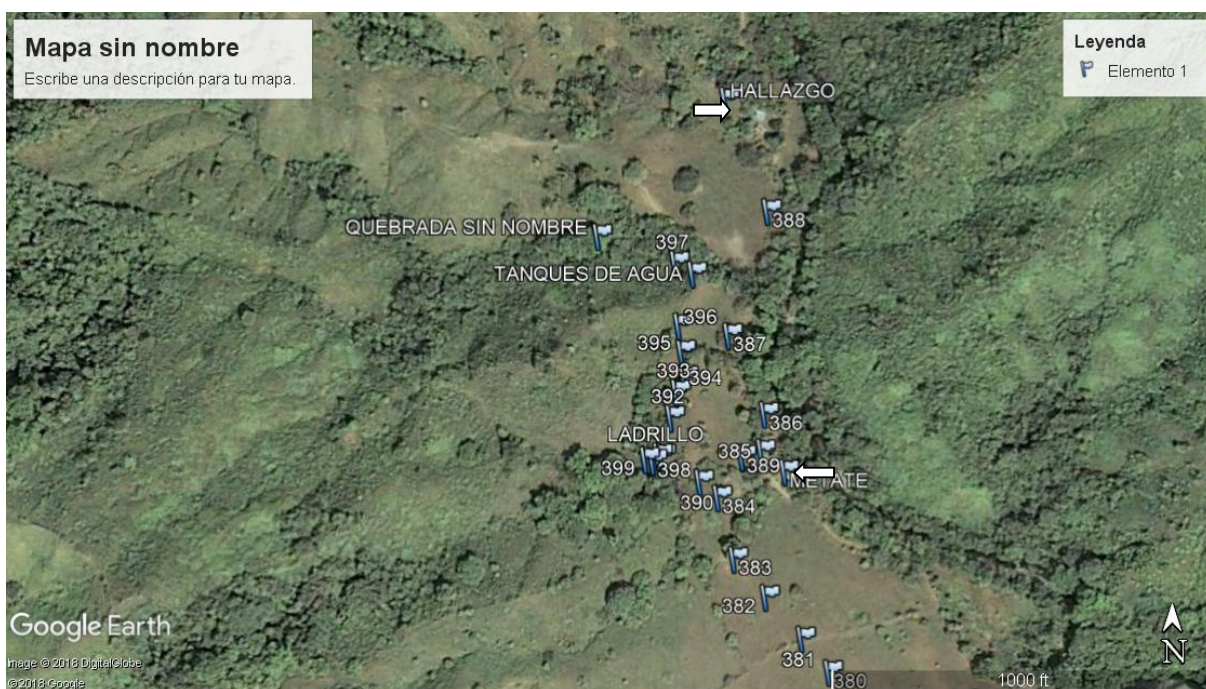 Mapa sin nombre
Escribe una descripción para tu mapa.
Leyenda
Elemento 1
HALLAZGO
388
QUEBRADA SIN NOMBRE
397
TANQUES DE AGUA
396
395
387
393
394
392
386
LADRILLO
385
399
398
389
METATE
390
384
383
382
381
380
Google Earth
Image © 2018 DigitalGlobe
© 2018 Google
N
1000 ft